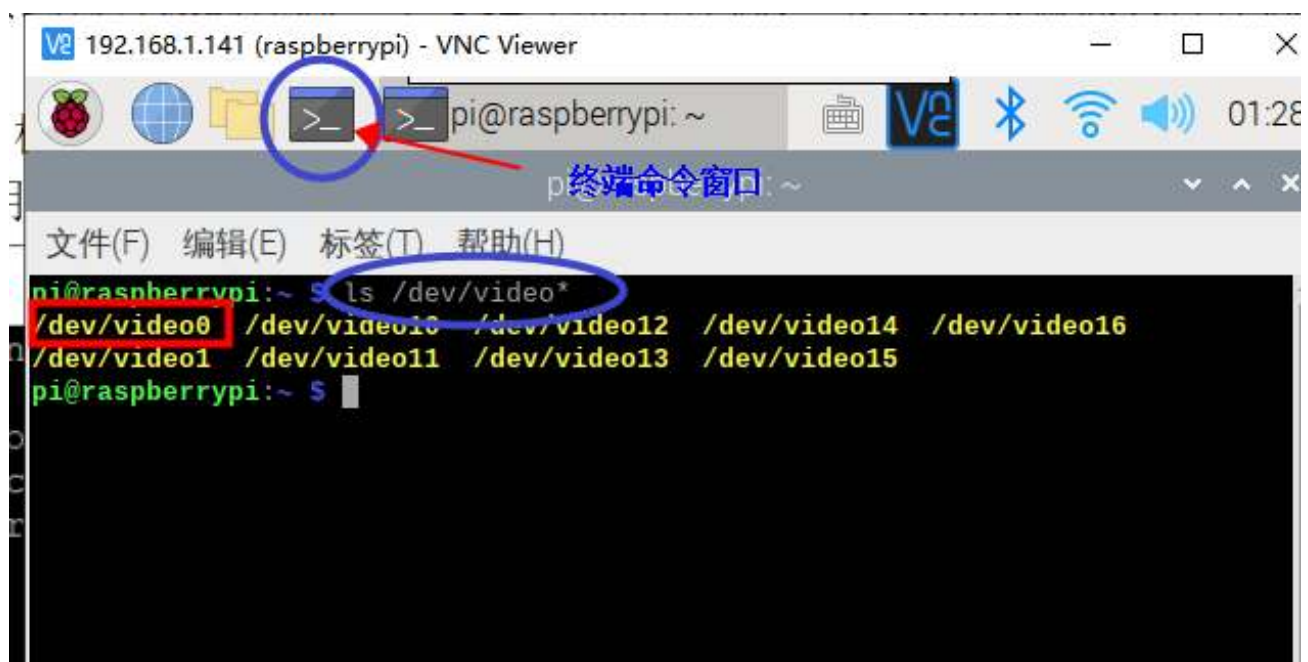 192.168.1.141 (raspberrypi) - VNC Viewer
>_ >_ pi@raspberrypi: ~ 01:28
终端命令窗口
文件(F) 编辑(E) 标签(T) 帮助(H)
pi@raspberrypi:~ $ ls /dev/video*
/dev/video0 /dev/video10 /dev/video12 /dev/video14 /dev/video16
/dev/video1 /dev/video11 /dev/video13 /dev/video15
pi@raspberrypi:~ $